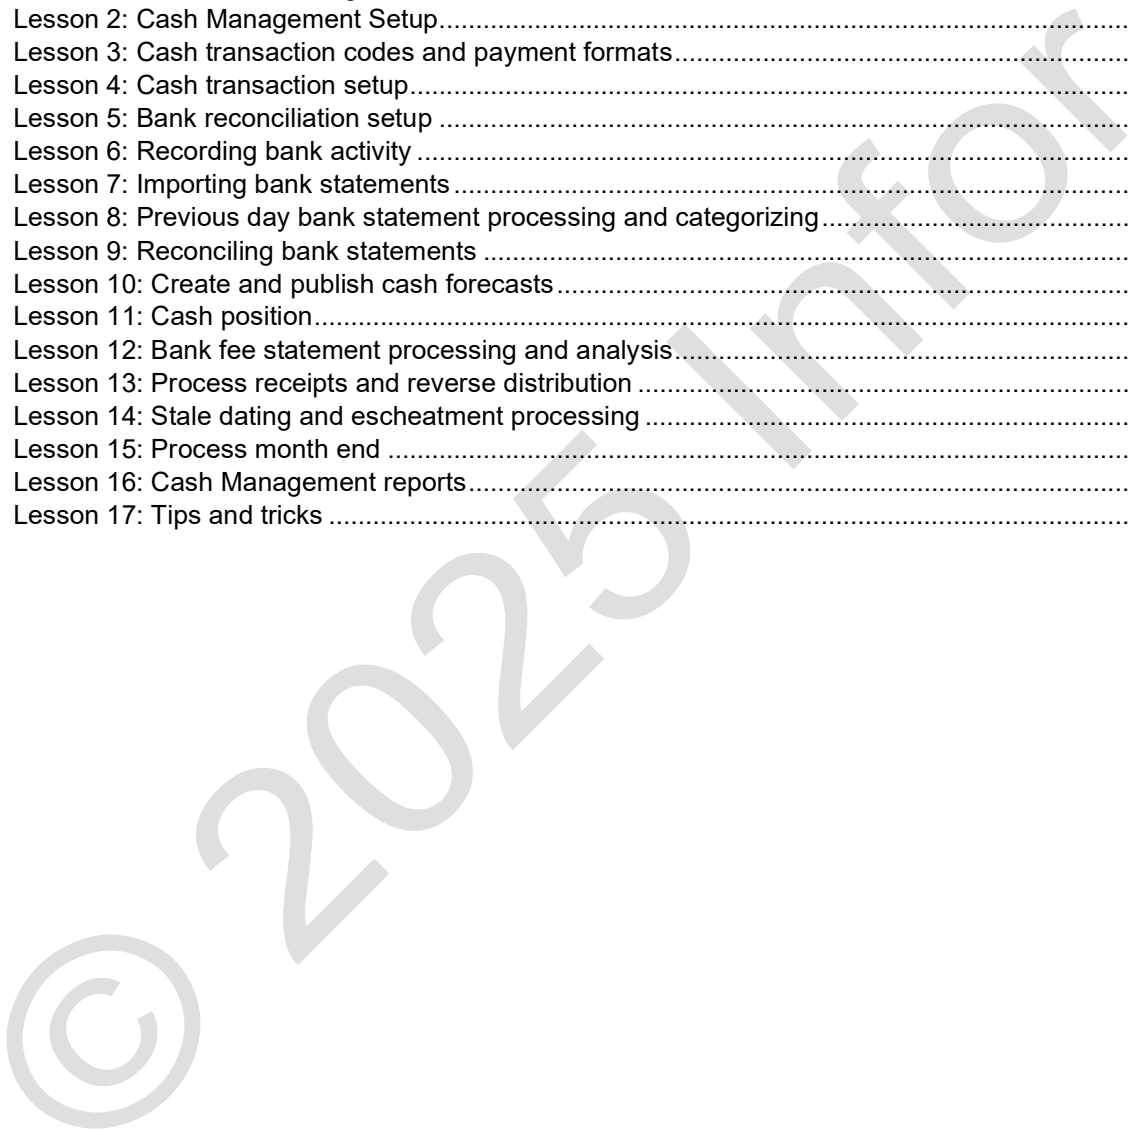 Lesson 2: Cash Management Setup
Lesson 3: Cash transaction codes and payment formats
Lesson 4: Cash transaction setup
Lesson 5: Bank reconciliation setup
Lesson 6: Recording bank activity
Lesson 7: Importing bank statements
Lesson 8: Previous day bank statement processing and categorizing
Lesson 9: Reconciling bank statements
Lesson 10: Create and publish cash forecasts
Lesson 11: Cash position
Lesson 12: Bank fee statement processing and analysis
Lesson 13: Process receipts and reverse distribution
Lesson 14: Stale dating and escheatment processing
Lesson 15: Process month end
Lesson 16: Cash Management reports
Lesson 17: Tips and tricks
© 2025 Infor